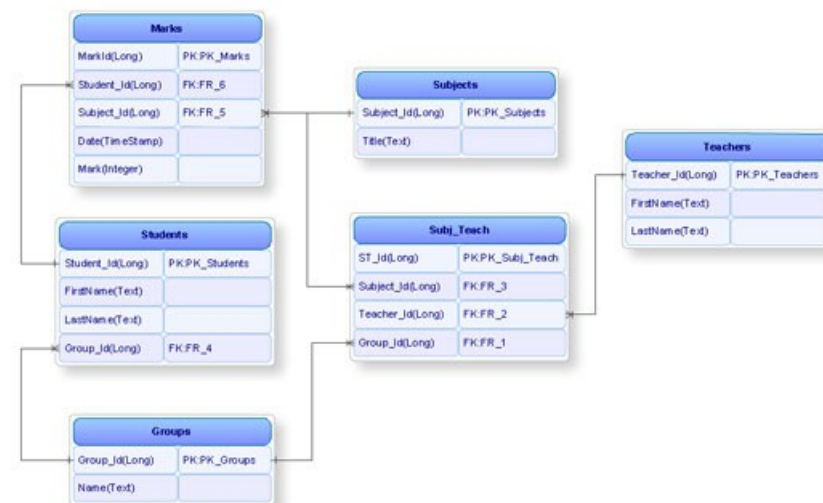 Marks
MarkId(Long) PK:PK_Marks
Student_Id(Long) FK:FR_6
Subject_Id(Long) FK:FR_5
Date(TimeStamp)
Mark(Integer)
Subjects
Subject_Id(Long) PK:PK_Subjects
Title(Text)
Teachers
Teacher_Id(Long) PK:PK_Teachers
FirstName(Text)
LastName(Text)
Students
Student_Id(Long) PK:PK_Students
FirstName(Text)
LastName(Text)
Group_Id(Long) FK:FR_4
Subj_Teach
ST_Id(Long) PK:PK_Subj_Teach
Subject_Id(Long) FK:FR_3
Teacher_Id(Long) FK:FR_2
Group_Id(Long) FK:FR_1
Groups
Group_Id(Long) PK:PK_Groups
Name(Text)